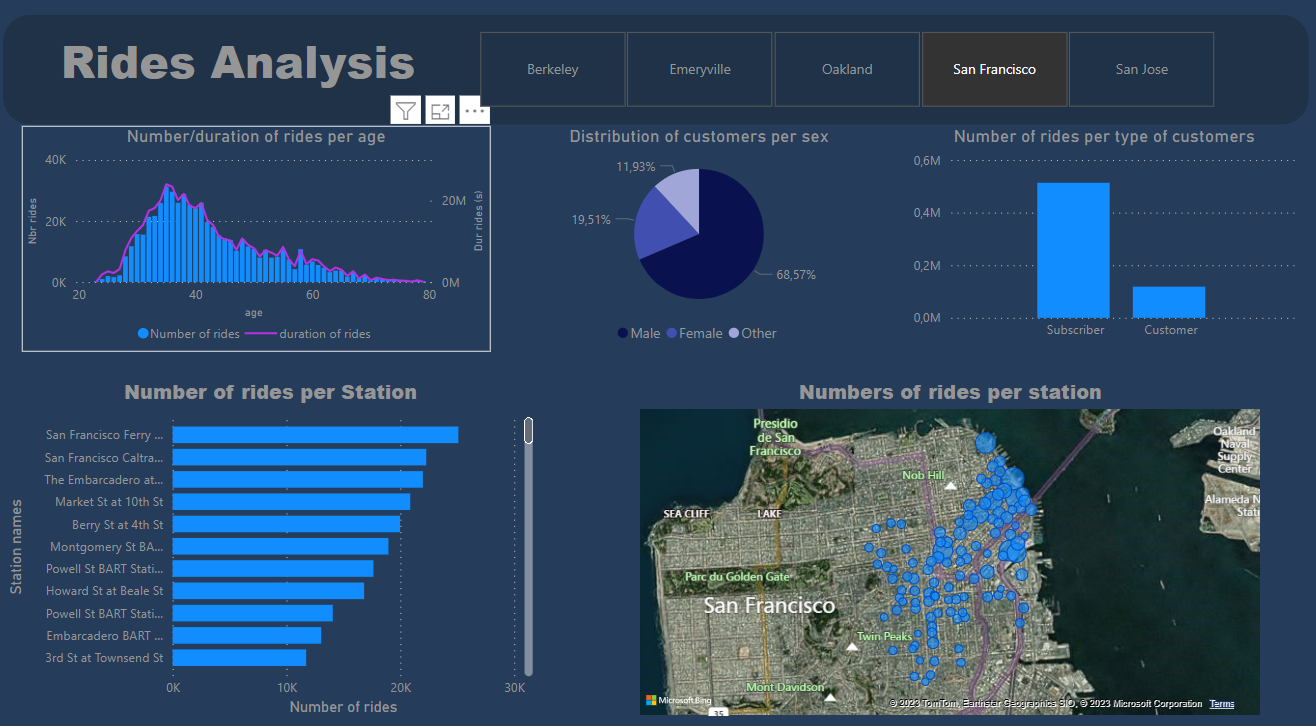 Rides Analysis
Berkeley
Emeryville
Oakland
San Francisco
San Jose
Number/duration of rides per age
Nbr rides
40K
20K
0K
20M
0M
Dur rides (s)
20
40
60
80
age
Number of rides
duration of rides
Distribution of customers per sex
11,93%
19,51%
68,57%
Male
Female
Other
Number of rides per type of customers
0,6M
0,4M
0,2M
0,0M
Subscriber
Customer
Number of rides per Station
Station names
San Francisco Ferry ...
San Francisco Caltra...
The Embarcadero at...
Market St at 10th St
Berry St at 4th St
Montgomery St BA...
Powell St BART Stati...
Howard St at Beale St
Powell St BART Stati...
Embarcadero BART ...
3rd St at Townsend St
0K
10K
20K
30K
Number of rides
Numbers of rides per station
Presidio
de San
Francisco
Nob Hill
SEA CLIFF
LAKE
Parc du Golden Gate
San Francisco
Twin Peaks
Mont Davidson
35
Oakland
Naval
Supply
Center
Alameda N
Stati
Microsoft Bing
© 2023 TomTom, Earthstar Geographics SIO, © 2023 Microsoft Corporation
Terms